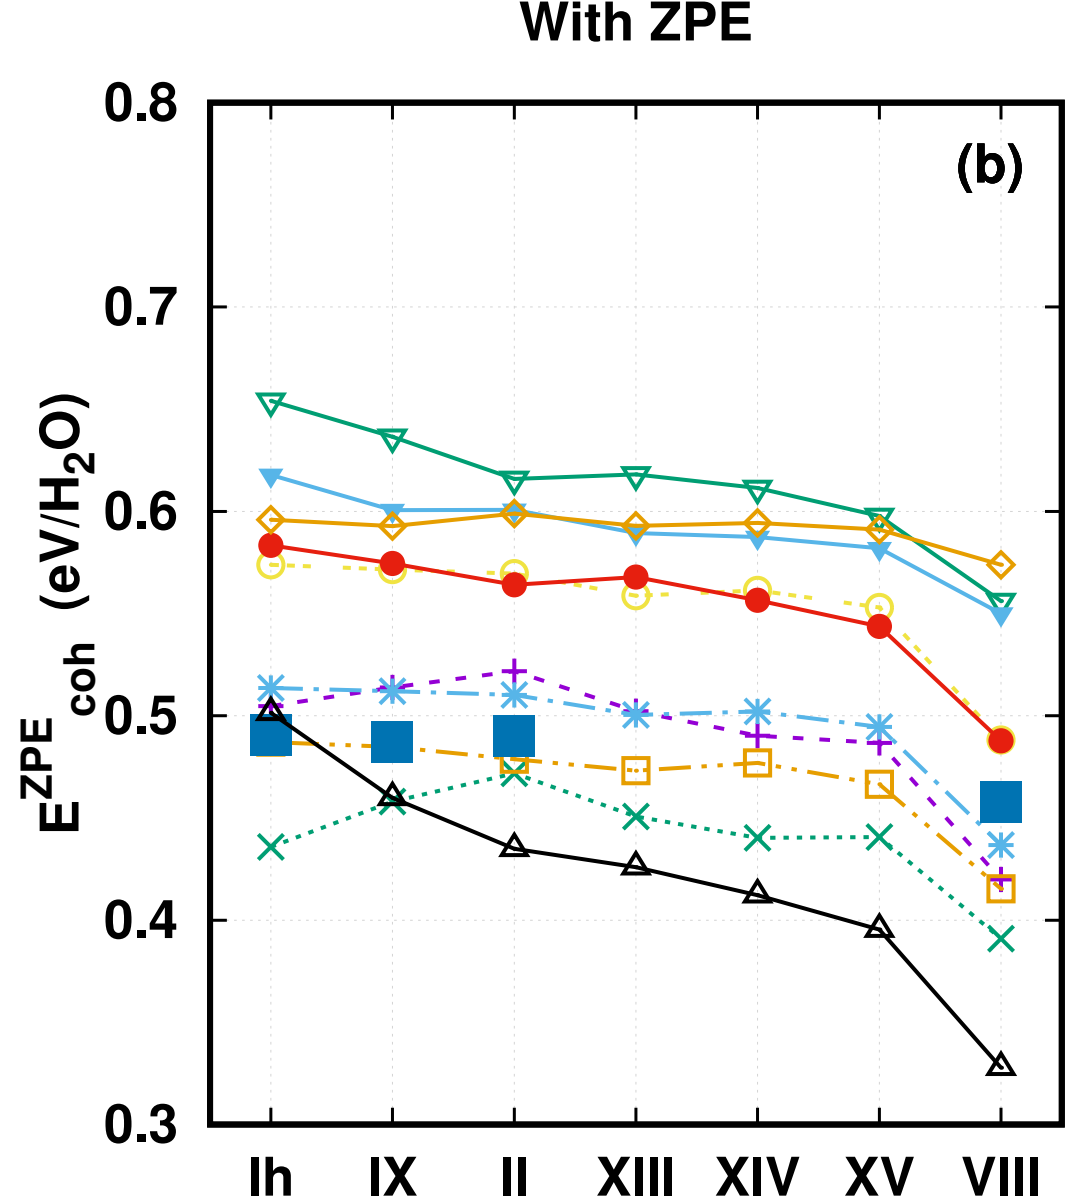 With ZPE
(b)
0.8
0.7
0.6
0.5
0.4
0.3
E^ZPE_coh (eV/H₂O)
Ih IX II XIII XIV XV VIII